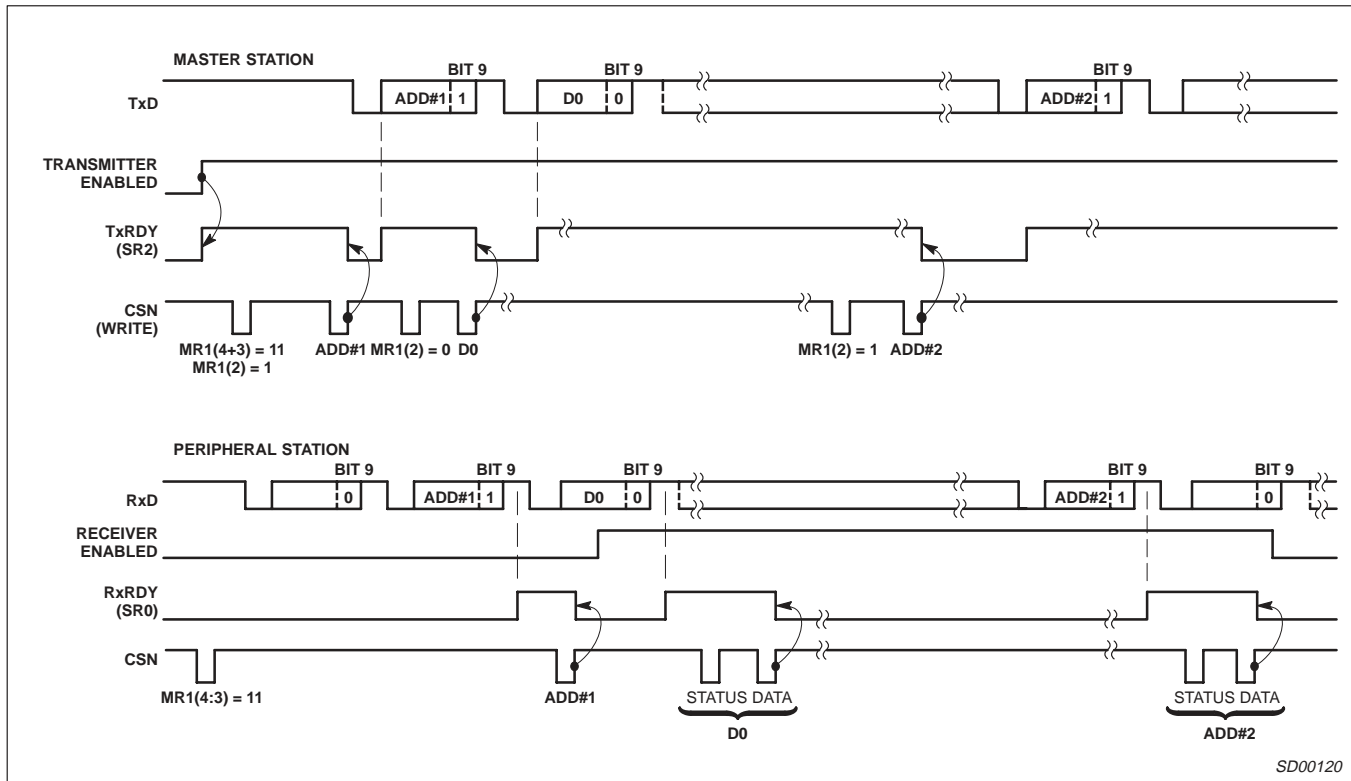 MASTER STATION
BIT 9 BIT 9 BIT 9
TxD ADD#1 1 D0 0 ADD#2 1
TRANSMITTER
ENABLED
TxRDY
(SR2)
CSN
(WRITE)
MR1(4+3) = 11 ADD#1 MR1(2) = 0 D0 MR1(2) = 1 ADD#2
MR1(2) = 1
PERIPHERAL STATION
BIT 9 BIT 9 BIT 9 BIT 9 BIT 9
RxD 0 ADD#1 1 D0 0 ADD#2 1 0
RECEIVER
ENABLED
RxRDY
(SR0)
CSN
MR1(4:3) = 11 ADD#1 STATUS DATA STATUS DATA
D0 ADD#2
SD00120